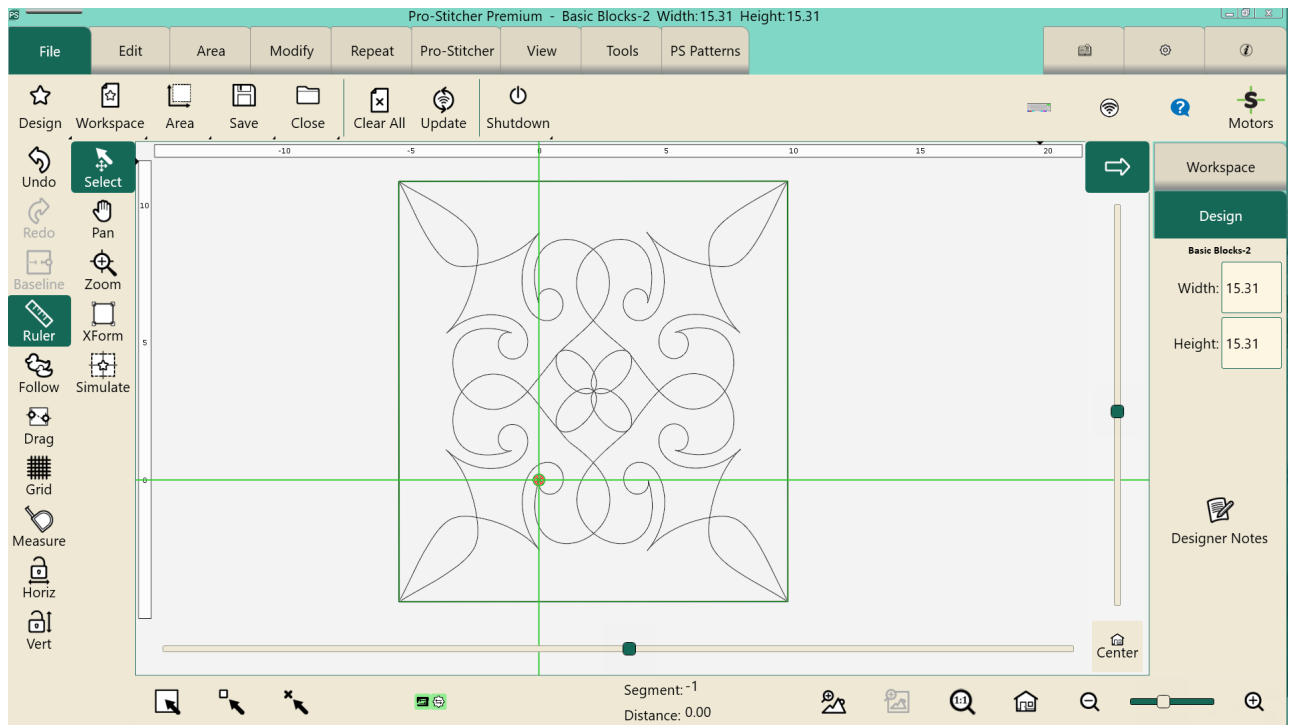 PS
Pro-Stitcher Premium - Basic Blocks-2 Width:15.31 Height:15.31
File Edit Area Modify Repeat Pro-Stitcher View Tools PS Patterns
Design Workspace Area Save Close Clear All Update Shutdown
S
Motors
-10 -5 0 5 10 15 20
10
5
0
Undo Select
Redo Pan
Baseline Zoom
Ruler XForm
Follow Simulate
Drag
Grid
Measure
Horiz
Vert
Workspace
Design
Basic Blocks-2
Width: 15.31
Height: 15.31
Designer Notes
Center
Segment: -1
Distance: 0.00
1:1